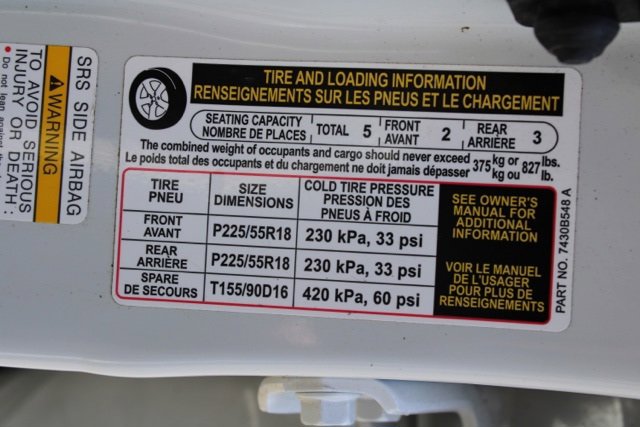 SRS SIDE AIRBAG
WARNING
TO AVOID SERIOUS
INJURY OR DEATH:
• Do not lean against the
TIRE AND LOADING INFORMATION
RENSEIGNEMENTS SUR LES PNEUS ET LE CHARGEMENT
SEATING CAPACITY
NOMBRE DE PLACES
TOTAL 5
FRONT
AVANT 2
REAR
ARRIÈRE 3
The combined weight of occupants and cargo should never exceed 375 kg or 827 lbs.
Le poids total des occupants et du chargement ne doit jamais dépasser kg ou lb.
TIRE
PNEU
SIZE
DIMENSIONS
COLD TIRE PRESSURE
PRESSION DES
PNEUS À FROID
FRONT
AVANT
P225/55R18
230 kPa, 33 psi
REAR
ARRIÈRE
P225/55R18
230 kPa, 33 psi
SPARE
DE SECOURS
T155/90D16
420 kPa, 60 psi
SEE OWNER'S
MANUAL FOR
ADDITIONAL
INFORMATION
VOIR LE MANUEL
DE L'USAGER
POUR PLUS DE
RENSEIGNEMENTS
PART NO. 7430B548 A